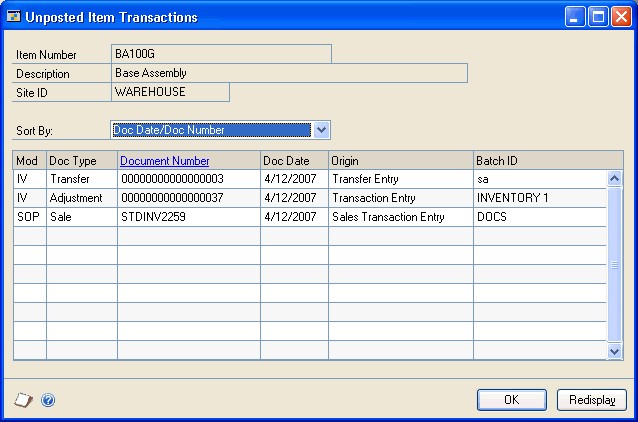 Unposted Item Transactions
Item Number BA100G
Description Base Assembly
Site ID WAREHOUSE
Sort By: Doc Date/Doc Number
Mod Doc Type Document Number Doc Date Origin Batch ID
IV Transfer 00000000000000003 4/12/2007 Transfer Entry sa
IV Adjustment 00000000000000037 4/12/2007 Transaction Entry INVENTORY 1
SOP Sale STDINV2259 4/12/2007 Sales Transaction Entry DOCS
OK Redisplay